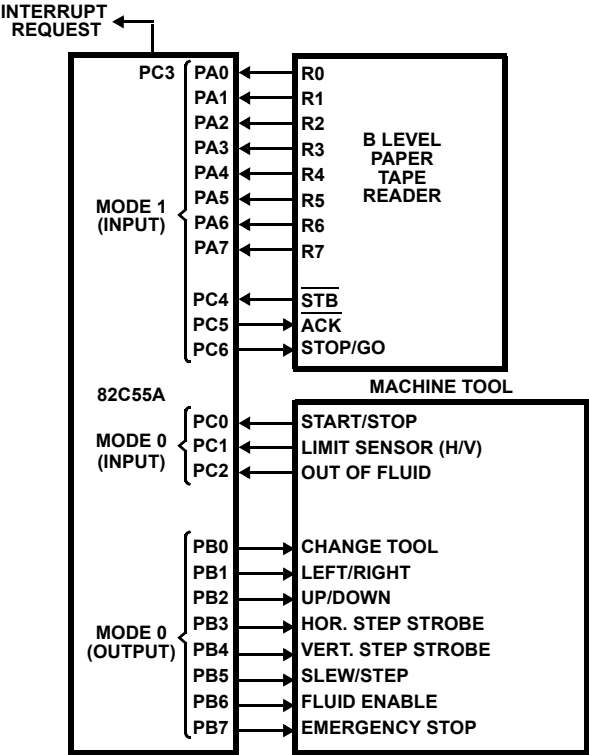 INTERRUPT
REQUEST
PC3 PA0 R0
PA1 R1
PA2 R2
PA3 R3
PA4 R4
PA5 R5
PA6 R6
PA7 R7
MODE 1
(INPUT)
B LEVEL
PAPER
TAPE
READER
PC4 STB
PC5 ACK
PC6 STOP/GO
82C55A
MACHINE TOOL
MODE 0
(INPUT)
PC0 START/STOP
PC1 LIMIT SENSOR (H/V)
PC2 OUT OF FLUID
MODE 0
(OUTPUT)
PB0 CHANGE TOOL
PB1 LEFT/RIGHT
PB2 UP/DOWN
PB3 HOR. STEP STROBE
PB4 VERT. STEP STROBE
PB5 SLEW/STEP
PB6 FLUID ENABLE
PB7 EMERGENCY STOP